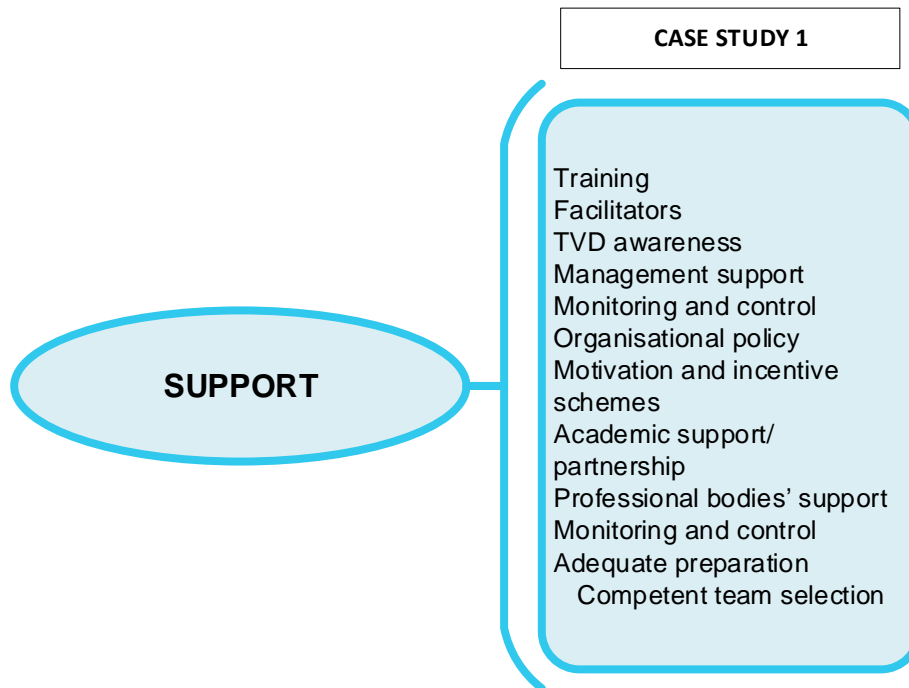 CASE STUDY 1
Training
Facilitators
TVD awareness
Management support
Monitoring and control
Organisational policy
Motivation and incentive
schemes
Academic support/
partnership
Professional bodies’ support
Monitoring and control
Adequate preparation
Competent team selection
SUPPORT